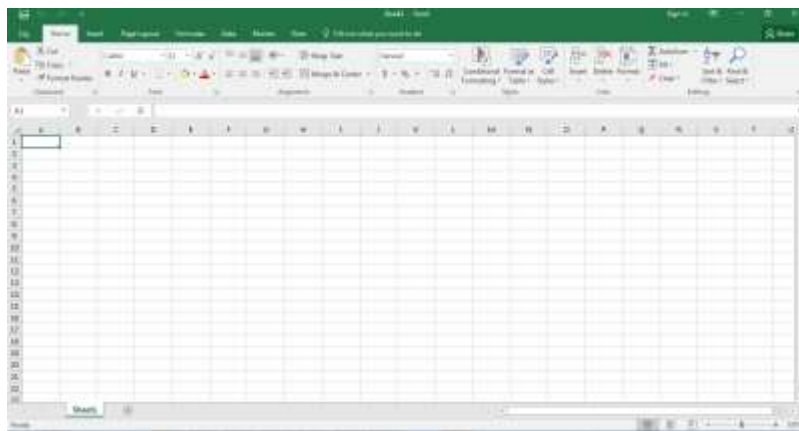 Book1 - Excel
Sign in
File Home Insert Page Layout Formulas Data Review View Tell me what you want to do Share
Cut
Copy
Format Painter
Paste
Calibri 11
Wrap Text
Merge & Center
General
Conditional Formatting
Format as Table
Cell Styles
Insert Delete Format
AutoSum
Fill
Clear
Sort & Filter
Find & Select
Clipboard Font Alignment Number Styles Cells Editing
A1
A B C D E F G H I J K L M N O P Q R S T U
1
2
3
4
5
6
7
8
9
10
11
12
13
14
15
16
17
18
19
20
21
22
23
Sheet1
Ready